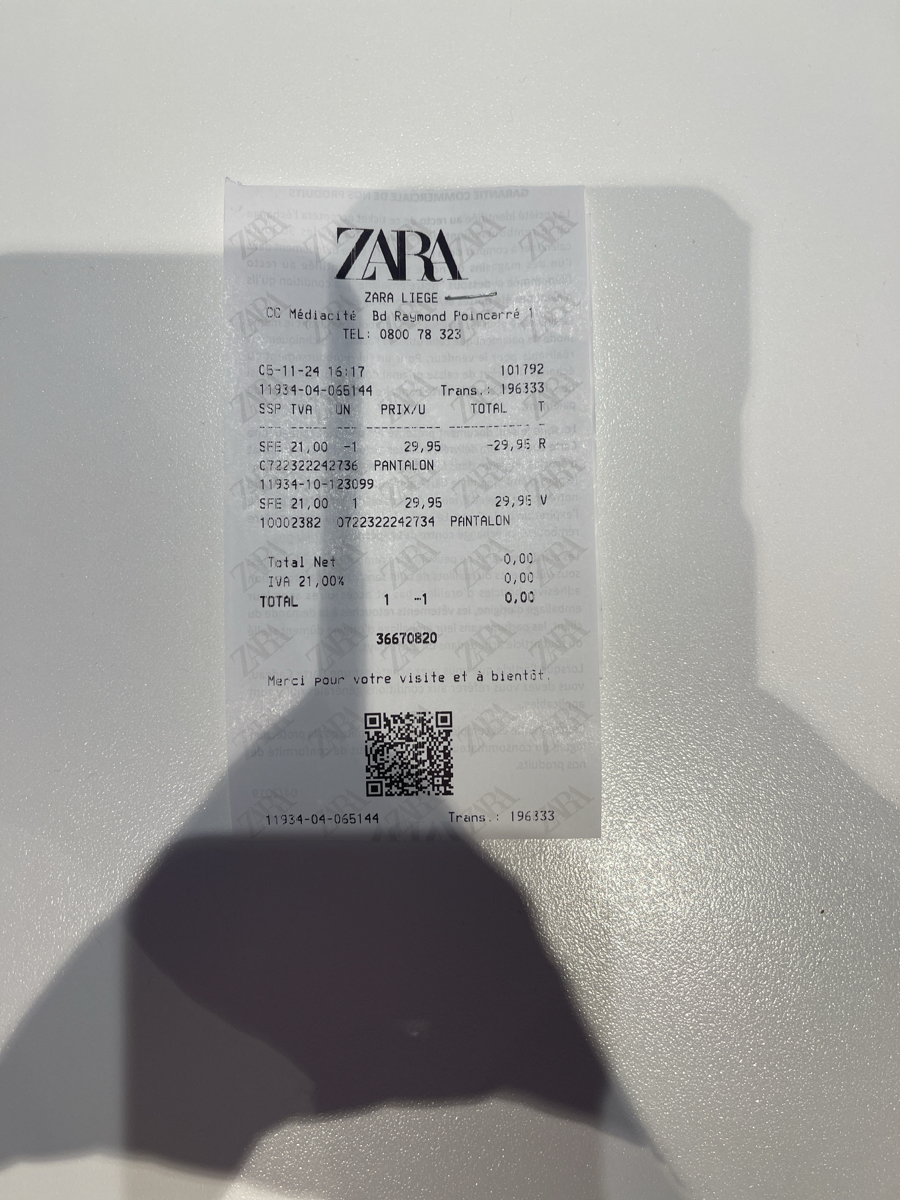 ZARA
ZARA LIEGE
CC Médiacité Bd Raymond Poincarré 1
TEL: 0800 78 323
05-11-24 16:17 101792
11934-04-065144 Trans.: 196333
SSP TVA UN PRIX/U TOTAL T
SFE 21,00 -1 29,95 -29,95 R
0722322242736 PANTALON
11934-10-123099
SFE 21,00 1 29,95 29,95 V
10002382 0722322242734 PANTALON
Total Net 0,00
IVA 21,00% 0,00
TOTAL 1 -1 0,00
36670820
Merci pour votre visite et à bientôt.
11934-04-065144 Trans.: 196333